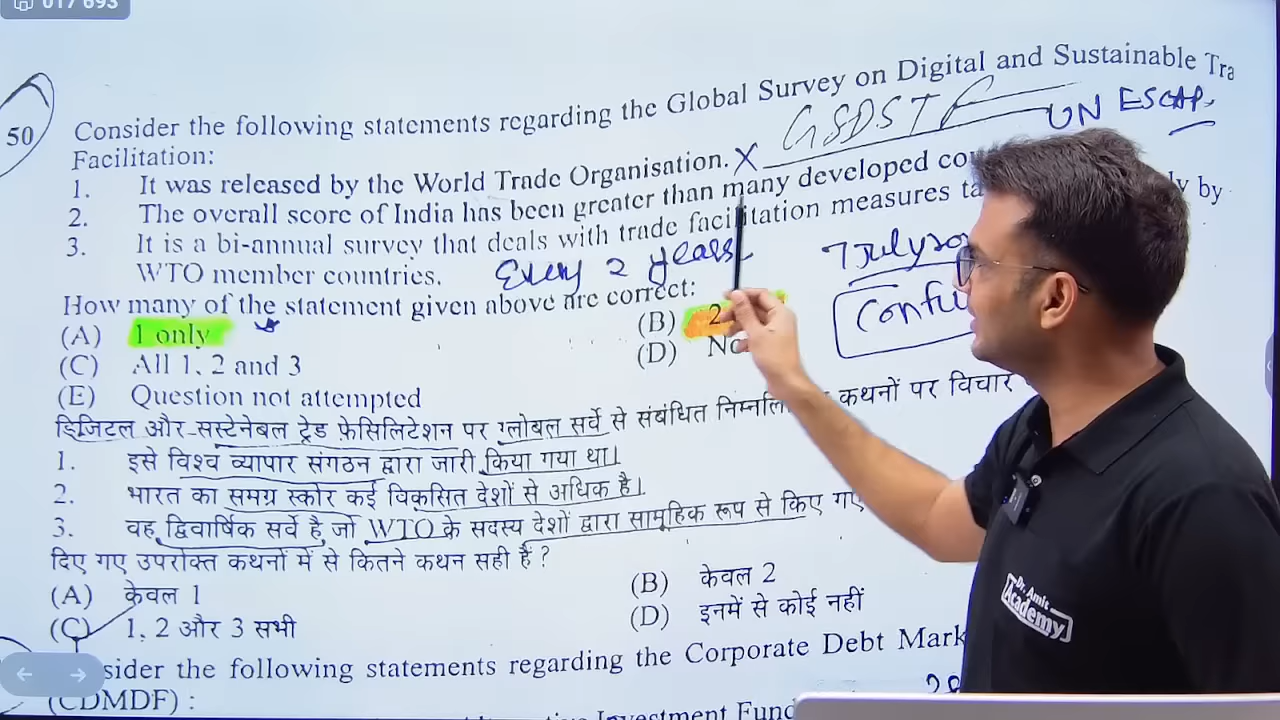 017 693
50
Consider the following statements regarding the Global Survey on Digital and Sustainable Tra
Facilitation:
GSDSTF
UN ESCAP
1. It was released by the World Trade Organisation. X
2. The overall score of India has been greater than many developed co
3. It is a bi-annual survey that deals with trade facilitation measures ta ly by
WTO member countries.
Every 2 years
7 July 20
How many of the statement given above are correct:
(A) 1 only
(B) 2
(C) All 1, 2 and 3
(D) No
(E) Question not attempted
डिजिटल और सस्टेनेबल ट्रेड फ़ेसिलिटेशन पर ग्लोबल सर्वे से संबंधित निम्नलि कथनों पर विचार
1. इसे विश्व व्यापार संगठन द्वारा जारी किया गया था।
2. भारत का समग्र स्कोर कई विकसित देशों से अधिक है।
3. वह द्विवार्षिक सर्वे है, जो WTO के सदस्य देशों द्वारा सामूहिक रूप से किए गए
दिए गए उपरोक्त कथनों में से कितने कथन सही हैं ?
(A) केवल 1
(B) केवल 2
(C) 1, 2 और 3 सभी
(D) इनमें से कोई नहीं
sider the following statements regarding the Corporate Debt Mark
(CDMDF) :
Investment Fund
Dr. Amit
Academy